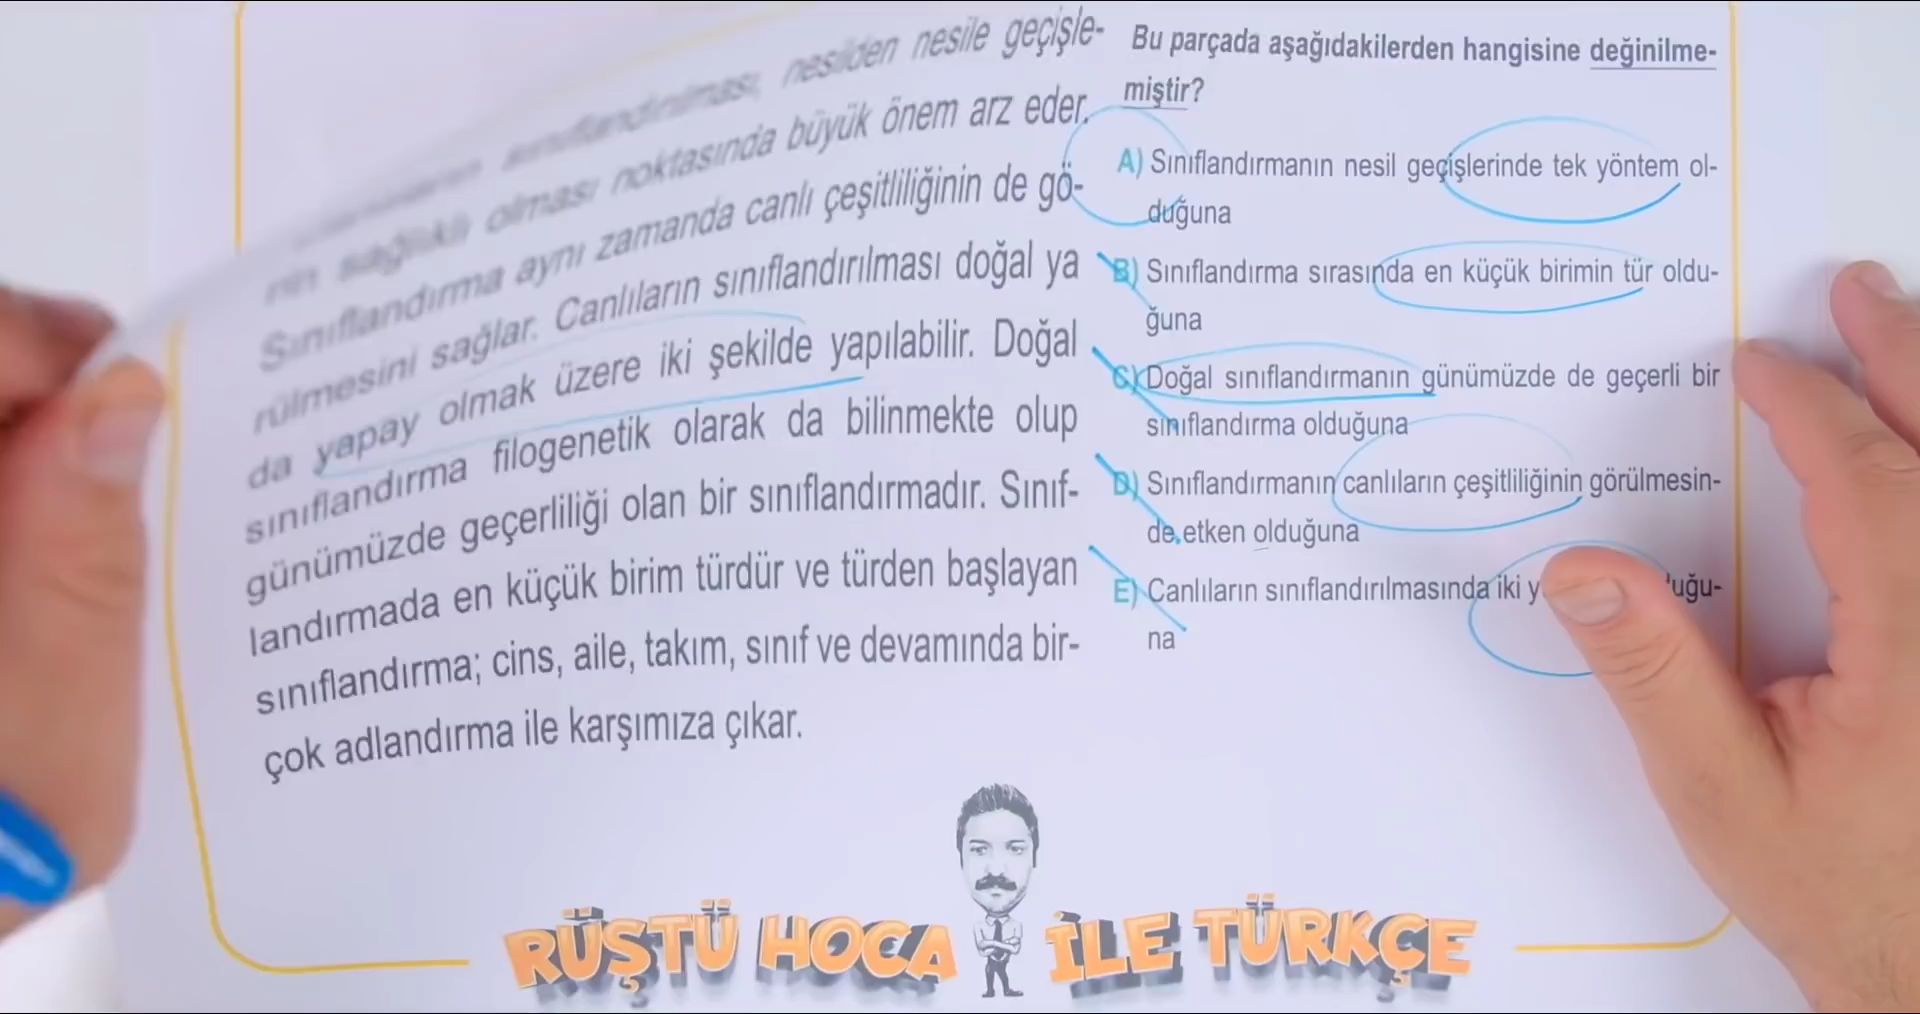 sınıflandırılması, nesilden nesile geçişle-
nin sağlıklı olması noktasında büyük önem arz eder.
Sınıflandırma aynı zamanda canlı çeşitliliğinin de gö-
rülmesini sağlar. Canlıların sınıflandırılması doğal ya
da yapay olmak üzere iki şekilde yapılabilir. Doğal
sınıflandırma filogenetik olarak da bilinmekte olup
günümüzde geçerliliği olan bir sınıflandırmadır. Sınıf-
landırmada en küçük birim türdür ve türden başlayan
sınıflandırma; cins, aile, takım, sınıf ve devamında bir-
çok adlandırma ile karşımıza çıkar.
Bu parçada aşağıdakilerden hangisine değinilme-
miştir?
A) Sınıflandırmanın nesil geçişlerinde tek yöntem ol-
duğuna
B) Sınıflandırma sırasında en küçük birimin tür oldu-
ğuna
C) Doğal sınıflandırmanın günümüzde de geçerli bir
sınıflandırma olduğuna
D) Sınıflandırmanın canlıların çeşitliliğinin görülmesin-
de etken olduğuna
E) Canlıların sınıflandırılmasında iki
na
RÜŞTÜ HOCA İLE TÜRKÇE